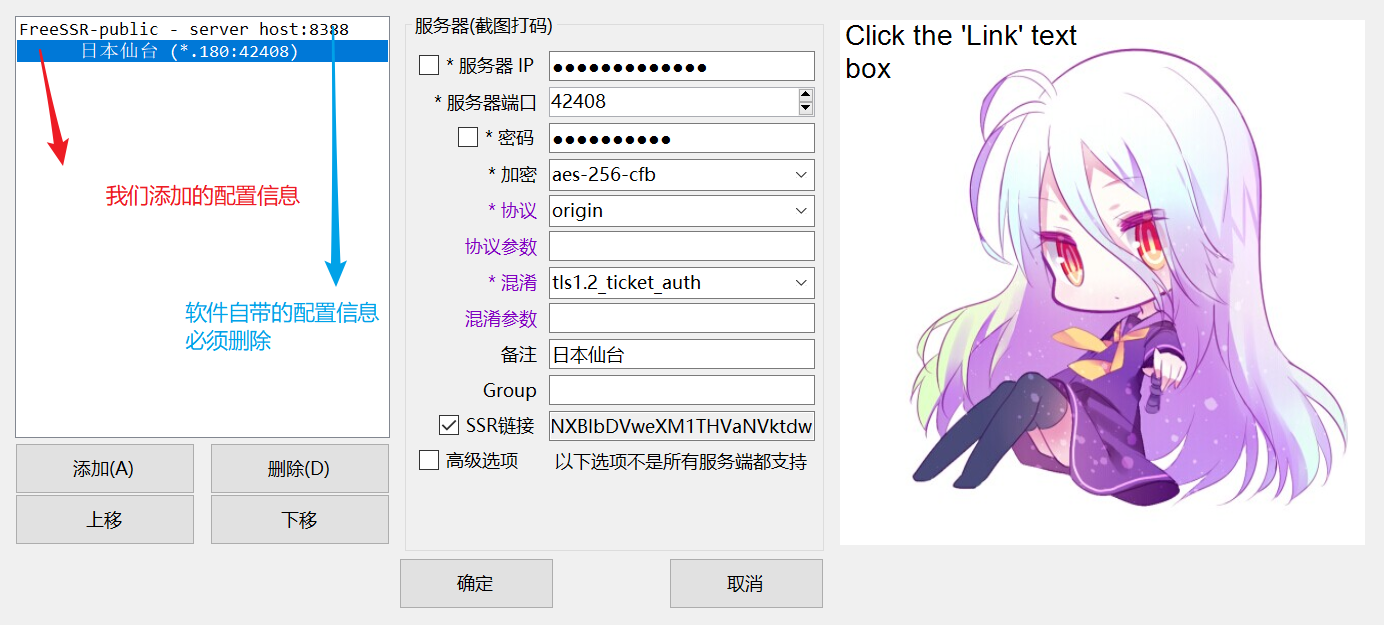 FreeSSR-public - server host:8388
日本仙台 (*.180:42408)
我们添加的配置信息
软件自带的配置信息
必须删除
添加(A)
删除(D)
上移
下移
服务器(截图打码)
* 服务器 IP ●●●●●●●●●●●●●
* 服务器端口 42408
* 密码 ●●●●●●●●●●
* 加密 aes-256-cfb
* 协议 origin
协议参数
* 混淆 tls1.2_ticket_auth
混淆参数
备注 日本仙台
Group
SSR链接 NXBIbDVweXM1THVaNVktdw
高级选项 以下选项不是所有服务端都支持
确定
取消
Click the 'Link' text
box